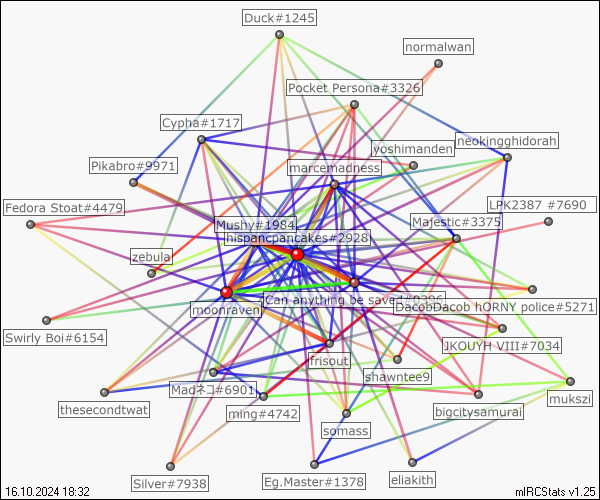 Duck#1245
normalwan
Pocket Persona#3326
Cypha#1717
neokingghidorah
yoshimanden
Pikabro#9971
marcemadness
Fedora Stoat#4479
LPK2387 #7690
Mushy#1984
Majestic#3375
hispancpancakes#2928
zebula
Can anything be saved#0386
DacobDacob hORNY police#5271
moonraven
Swirly Boi#6154
JKOUYH VIII#7034
frisout
shawntee9
Madネコ#6901
mukszi
thesecondtwat
ming#4742
bigcitysamurai
somass
Silver#7938
Eg.Master#1378
eliakith
16.10.2024 18:32
mIRCStats v1.25